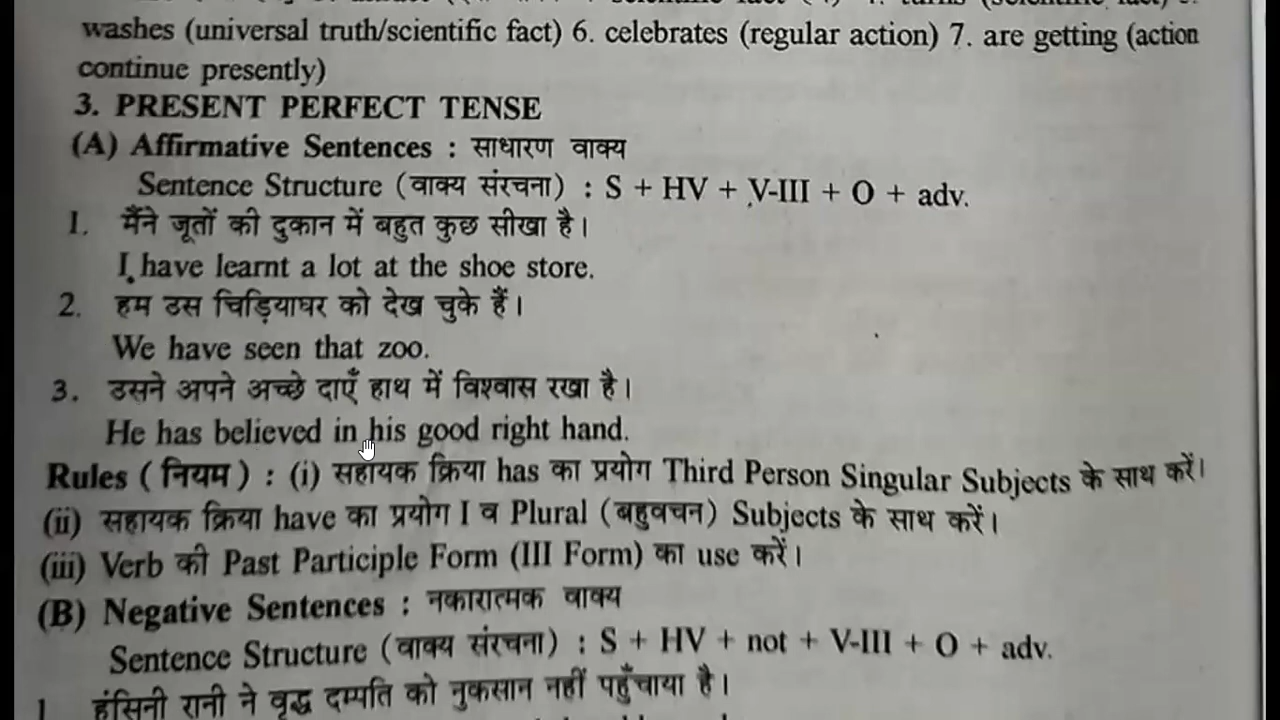 washes (universal truth/scientific fact) 6. celebrates (regular action) 7. are getting (action
continue presently)
3. PRESENT PERFECT TENSE
(A) Affirmative Sentences : साधारण वाक्य
Sentence Structure (वाक्य संरचना) : S + HV + V-III + O + adv.
1. मैंने जूतों की दुकान में बहुत कुछ सीखा है।
I have learnt a lot at the shoe store.
2. हम उस चिड़ियाघर को देख चुके हैं।
We have seen that zoo.
3. उसने अपने अच्छे दाएँ हाथ में विश्वास रखा है।
He has believed in his good right hand.
Rules ( नियम ) : (i) सहायक क्रिया has का प्रयोग Third Person Singular Subjects के साथ करें।
(ii) सहायक क्रिया have का प्रयोग I व Plural (बहुवचन) Subjects के साथ करें।
(iii) Verb की Past Participle Form (III Form) का use करें।
(B) Negative Sentences : नकारात्मक वाक्य
Sentence Structure (वाक्य संरचना) : S + HV + not + V-III + O + adv.
1. हंसिनी रानी ने वृद्ध दम्पति को नुकसान नहीं पहुँचाया है।